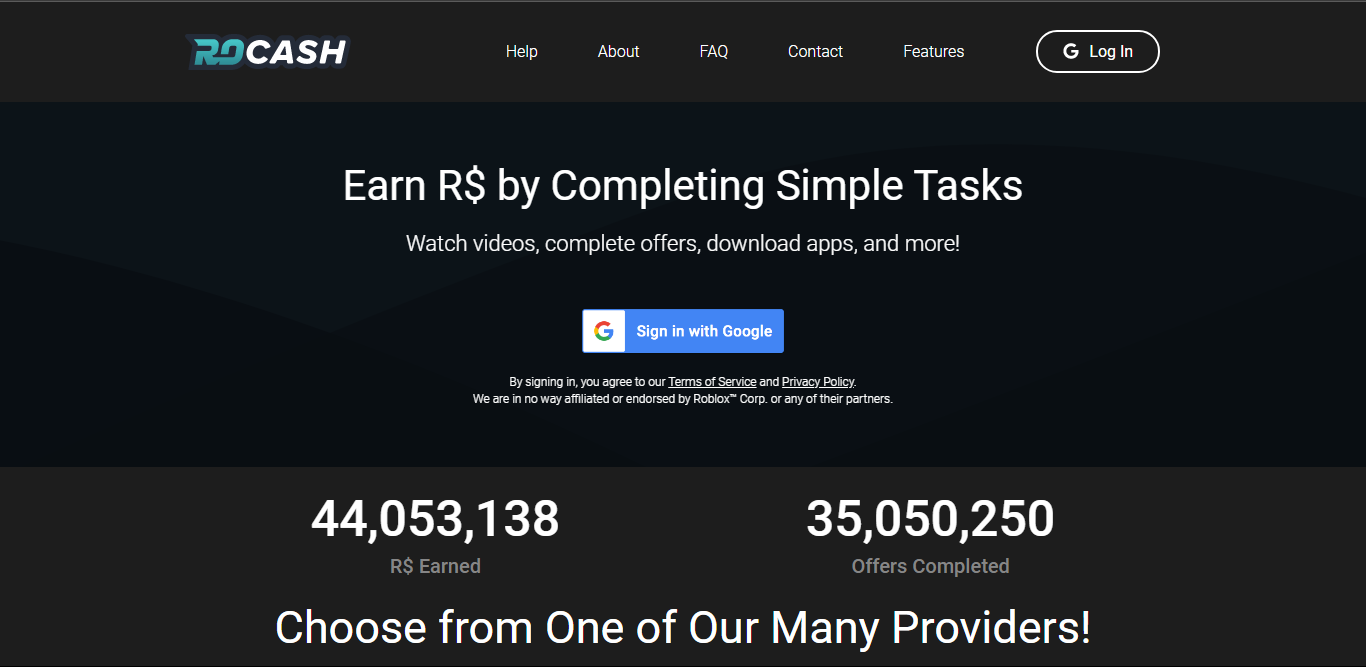 ROCASH
Help
About
FAQ
Contact
Features
Log In
Earn R$ by Completing Simple Tasks
Watch videos, complete offers, download apps, and more!
Sign in with Google
By signing in, you agree to our Terms of Service and Privacy Policy.
We are in no way affiliated or endorsed by Roblox™ Corp. or any of their partners.
44,053,138
R$ Earned
35,050,250
Offers Completed
Choose from One of Our Many Providers!